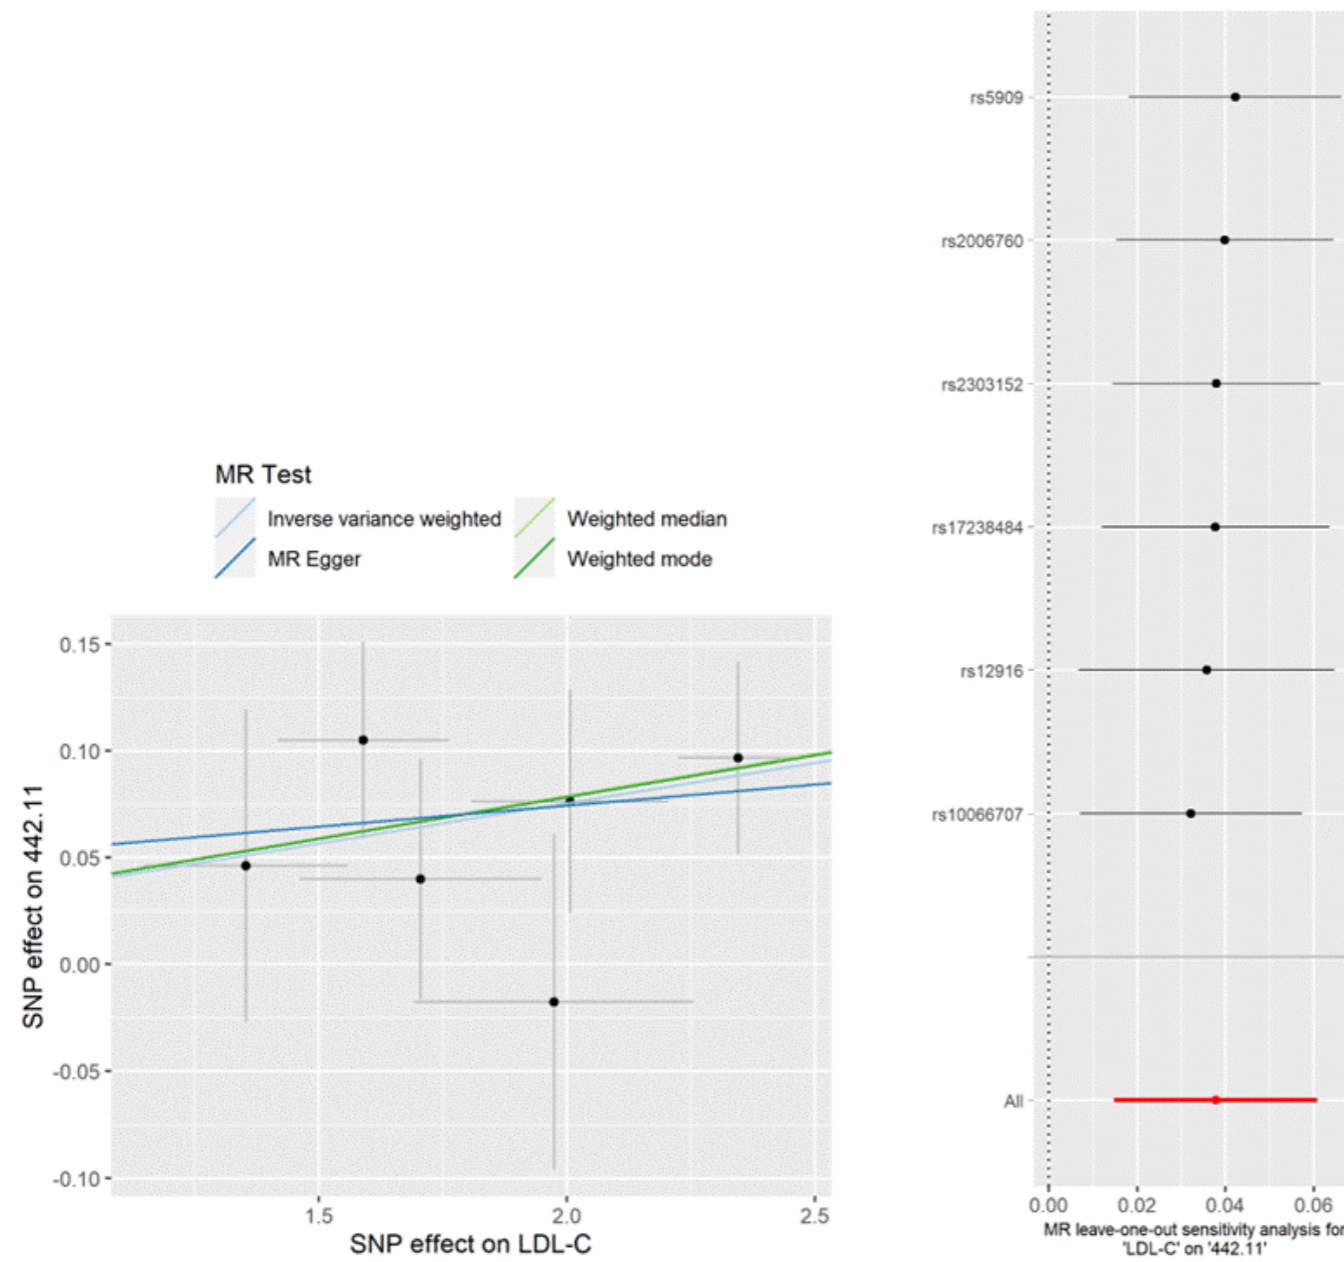 MR Test
Inverse variance weighted
Weighted median
MR Egger
Weighted mode
SNP effect on 442.11
0.15
0.10
0.05
0.00
-0.05
-0.10
1.5
2.0
2.5
SNP effect on LDL-C
rs5909
rs2006760
rs2303152
rs17238484
rs12916
rs10066707
All
0.00
0.02
0.04
0.06
MR leave-one-out sensitivity analysis for
'LDL-C' on '442.11'